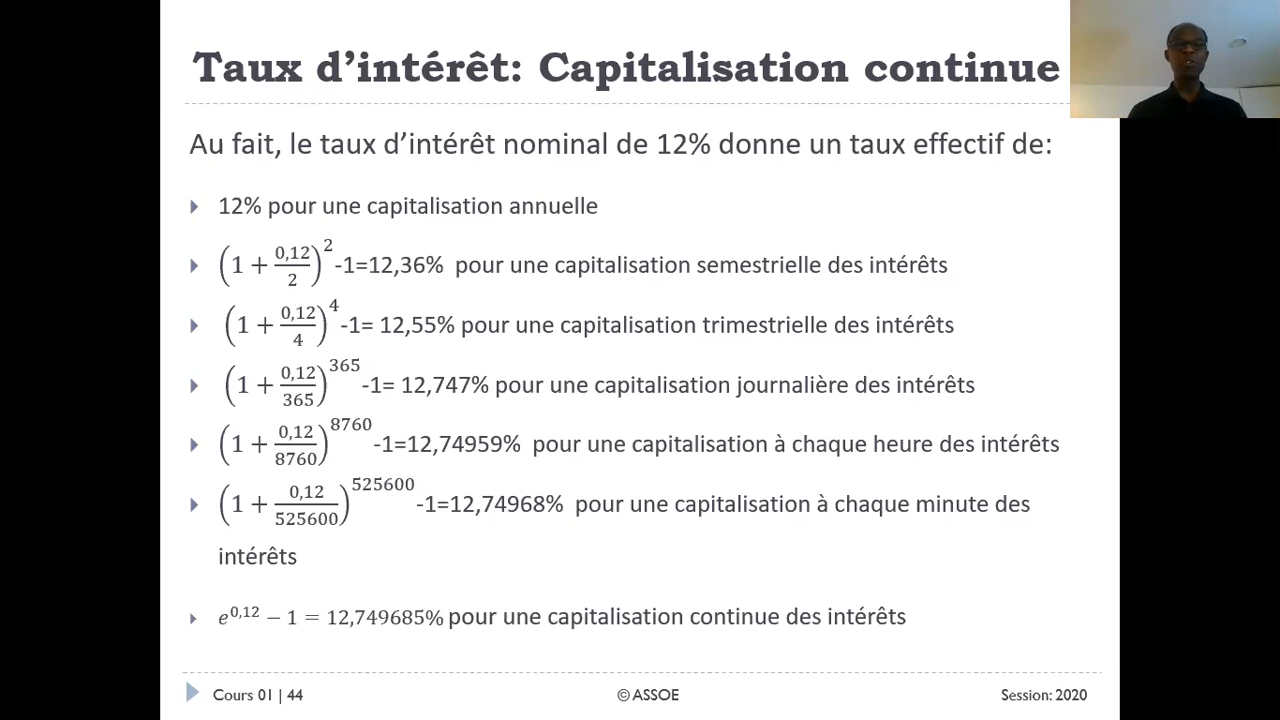 Taux d’intérêt: Capitalisation continue
Au fait, le taux d’intérêt nominal de 12% donne un taux effectif de:
12% pour une capitalisation annuelle
(1 + 0,12/2)^2 -1=12,36% pour une capitalisation semestrielle des intérêts
(1 + 0,12/4)^4 -1= 12,55% pour une capitalisation trimestrielle des intérêts
(1 + 0,12/365)^365 -1= 12,747% pour une capitalisation journalière des intérêts
(1 + 0,12/8760)^8760 -1=12,74959% pour une capitalisation à chaque heure des intérêts
(1 + 0,12/525600)^525600 -1=12,74968% pour une capitalisation à chaque minute des
intérêts
e^0,12 − 1 = 12,749685% pour une capitalisation continue des intérêts
Cours 01 | 44 © ASSOE Session: 2020